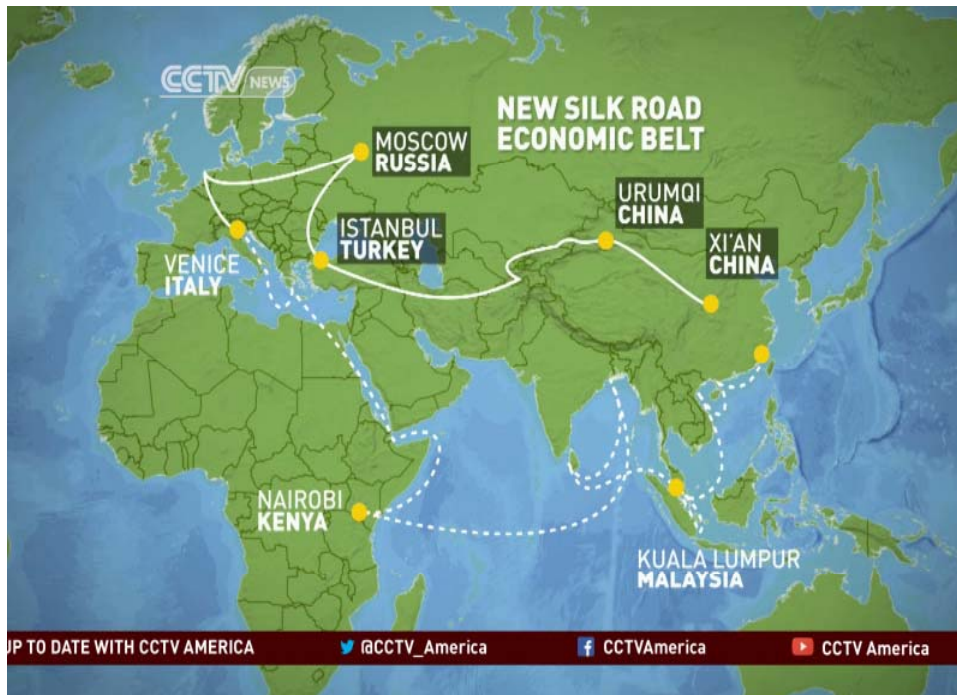 CCTV NEWS
NEW SILK ROAD
ECONOMIC BELT
MOSCOW
RUSSIA
URUMQI
CHINA
ISTANBUL
TURKEY
XI'AN
CHINA
VENICE
ITALY
NAIROBI
KENYA
KUALA LUMPUR
MALAYSIA
UP TO DATE WITH CCTV AMERICA @CCTV_America CCTVAmerica CCTV America